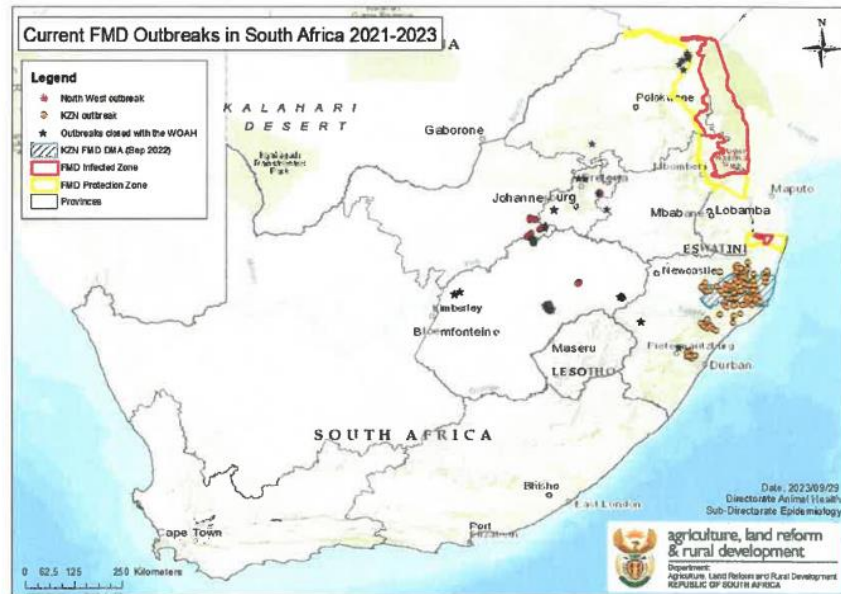 Current FMD Outbreaks in South Africa 2021-2023
N
Legend
North West outbreak
KZN outbreak
Outbreaks closed with the WOAH
KZN FMD DMA (Sep 2022)
FMD Infected Zone
FMD Protection Zone
Provinces
KALAHARI
DESERT
Gaborone
Polokwane
Johannesburg
Maputo
Mbabane
Lobamba
ESWATINI
Newcastle
Kimberley
Bloemfonteine
Maseru
LESOTHO
Pietermaritzburg
Durban
SOUTH AFRICA
Bhisho
East London
Cape Town
Port
Date: 2023/09/29
Directorate Animal Health
Sub-Directorate Epidemiology
0 62,5 125 250 Kilometers
agriculture, land reform
& rural development
Department:
Agriculture, Land Reform and Rural Development
REPUBLIC OF SOUTH AFRICA